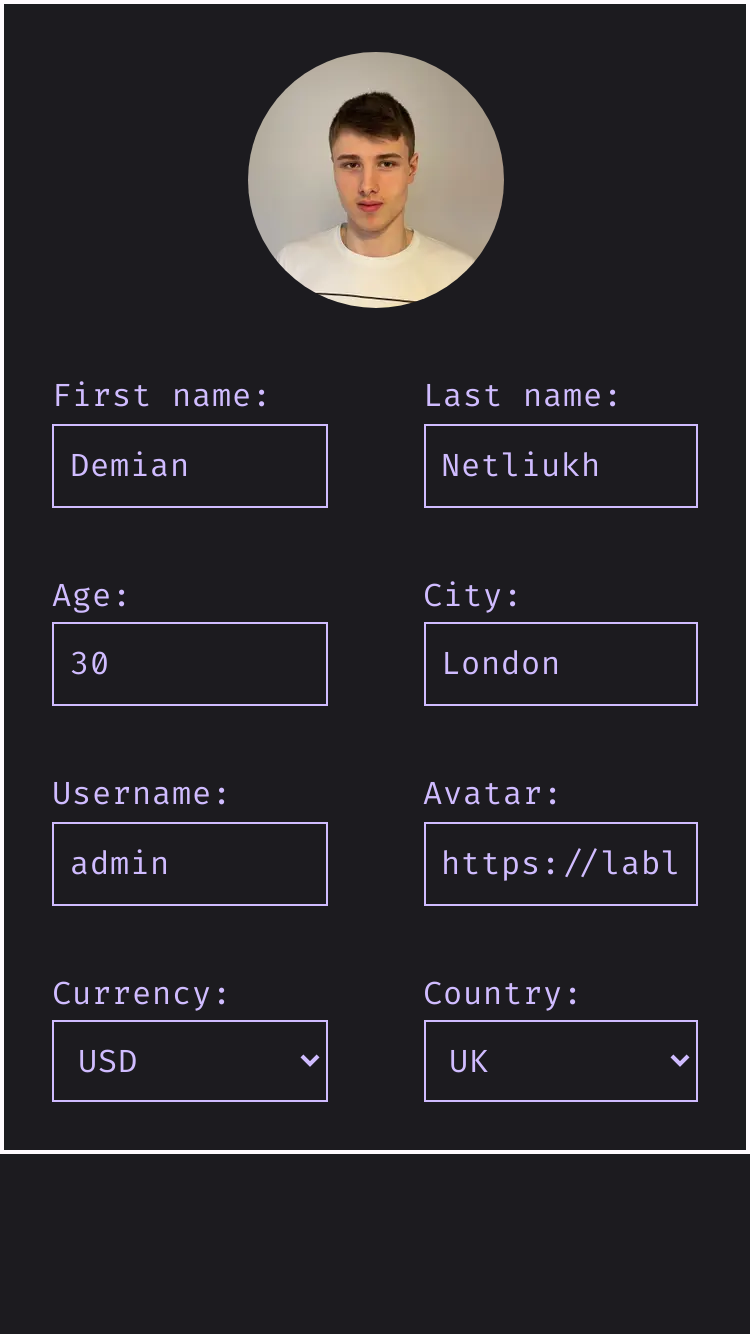 First name: Last name:
Demian Netliukh
Age: City:
30 London
Username: Avatar:
admin https://labl
Currency: Country:
USD UK